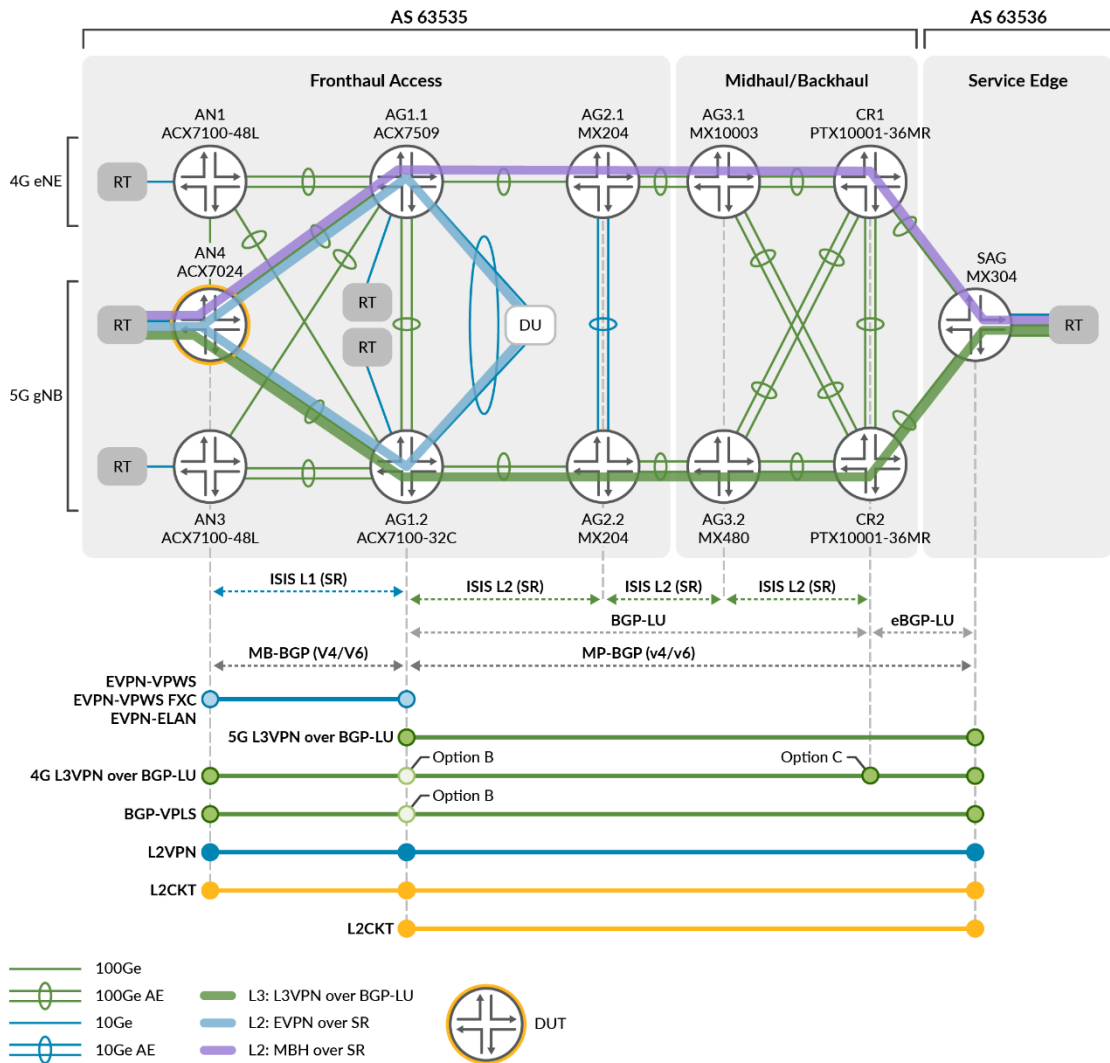 AS 63535
AS 63536
Fronthaul Access
Midhaul/Backhaul
Service Edge
AN1
ACX7100-48L
AG1.1
ACX7509
AG2.1
MX204
AG3.1
MX10003
CR1
PTX10001-36MR
4G eNE
RT
AN4
ACX7024
SAG
MX304
RT
RT
DU
RT
RT
5G gNB
RT
AN3
ACX7100-48L
AG1.2
ACX7100-32C
AG2.2
MX204
AG3.2
MX480
CR2
PTX10001-36MR
ISIS L1 (SR)
ISIS L2 (SR)
ISIS L2 (SR)
ISIS L2 (SR)
BGP-LU
eBGP-LU
MB-BGP (V4/V6)
MP-BGP (v4/v6)
EVPN-VPWS
EVPN-VPWS FXC
EVPN-ELAN
5G L3VPN over BGP-LU
Option B
Option C
4G L3VPN over BGP-LU
Option B
BGP-VPLS
L2VPN
L2CKT
L2CKT
100Ge
100Ge AE
L3: L3VPN over BGP-LU
10Ge
L2: EVPN over SR
DUT
10Ge AE
L2: MBH over SR